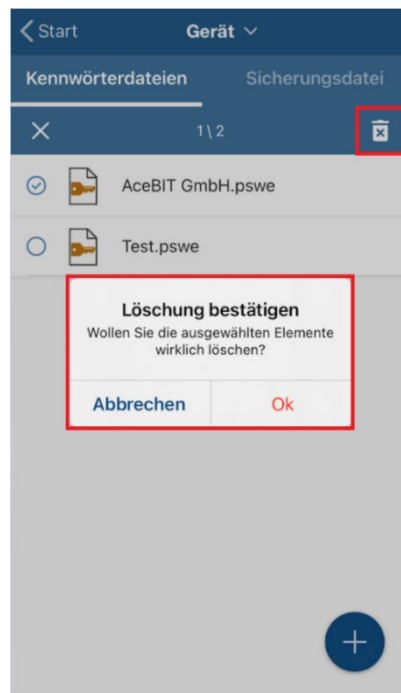 Start
Gerät
Kennwörterdateien Sicherungsdatei
1\2
AceBIT GmbH.pswe
Test.pswe
Löschung bestätigen
Wollen Sie die ausgewählten Elemente
wirklich löschen?
Abbrechen Ok